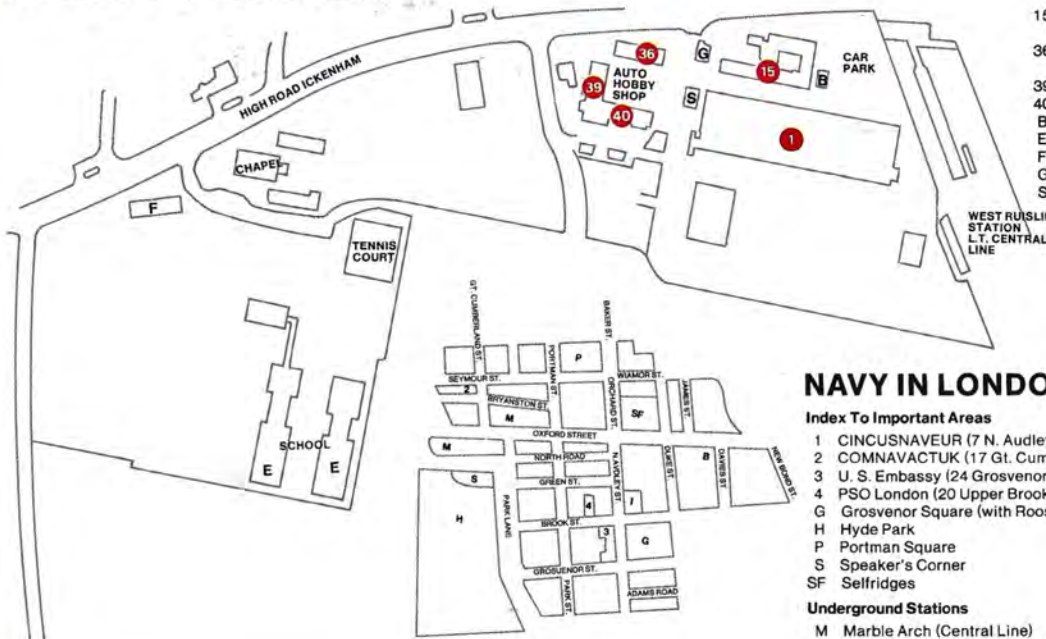 HIGH ROAD ICKENHAM
36
G
15
B
CAR
PARK
39
AUTO
HOBBY
SHOP
40
S
1
CHAPEL
F
TENNIS
COURT
SCHOOL
E
E
WEST RUISLI
STATION
L.T. CENTRAL
LINE
15
36
39
40
B
E
F
G
S
GT. CUMBERLAND ST.
BAKER ST.
PORTMAN ST.
P
SEYMOUR ST.
WIAMOR ST.
2
BRYANSTON ST.
ORCHARD ST.
JAMES ST.
M
SF
OXFORD STREET
M
NORTH ROAD
N. AUDLEY ST.
DUKE ST.
B
DAVIES ST.
NEW BOND ST.
S
GREEN ST.
PARK LANE
H
4
1
BROOK ST.
3
G
GROSUENOR ST.
PARK ST.
ADAMS ROAD
NAVY IN LONDO
Index To Important Areas
1 CINCUSNAVEUR (7 N. Audle
2 COMNAVACTUK (17 Gt. Cum
3 U. S. Embassy (24 Grosvenor
4 PSO London (20 Upper Brook
G Grosvenor Square (with Roos
H Hyde Park
P Portman Square
S Speaker's Corner
SF Selfridges
Underground Stations
M Marble Arch (Central Line)